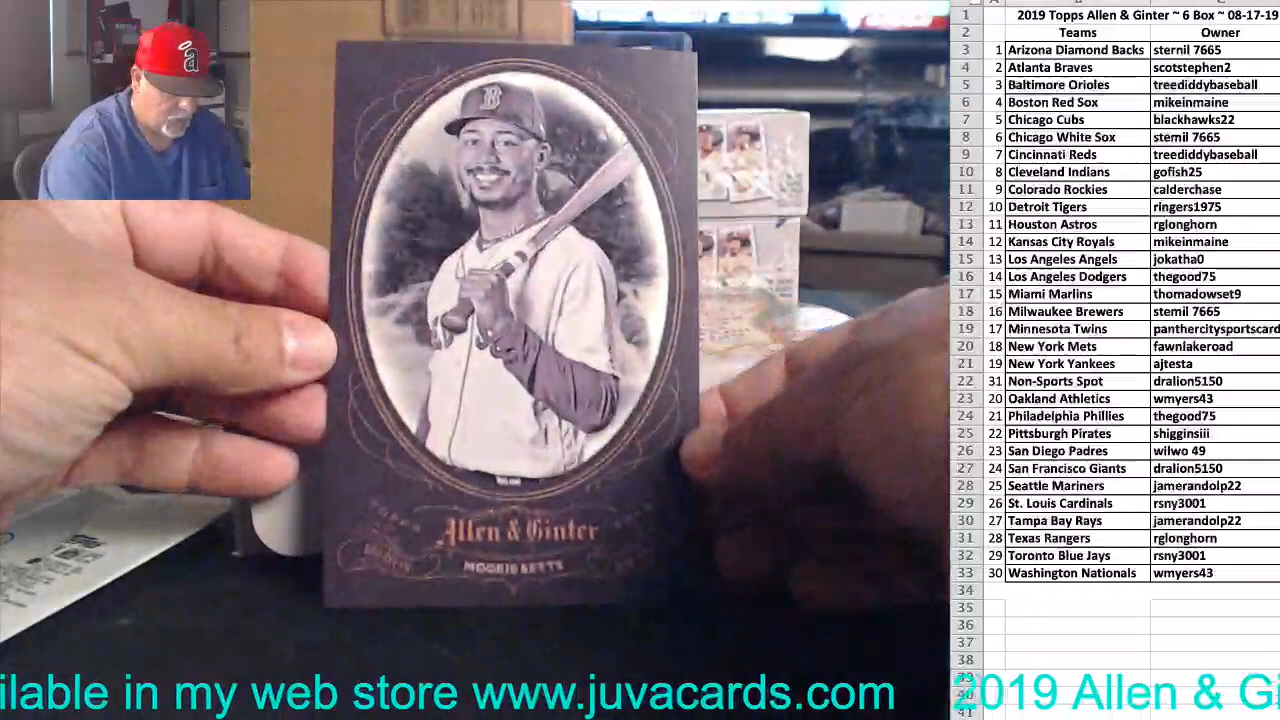 B
Allen & Ginter
MOOKIE BETTS
2019 Topps Allen & Ginter ~ 6 Box ~ 08-17-19
Teams Owner
1 Arizona Diamond Backs sternil 7665
2 Atlanta Braves scotstephen2
3 Baltimore Orioles treediddybaseball
4 Boston Red Sox mikeinmaine
5 Chicago Cubs blackhawks22
6 Chicago White Sox sternil 7665
7 Cincinnati Reds treediddybaseball
8 Cleveland Indians gofish25
9 Colorado Rockies calderchase
10 Detroit Tigers ringers1975
11 Houston Astros rglonghorn
12 Kansas City Royals mikeinmaine
13 Los Angeles Angels jokatha0
14 Los Angeles Dodgers thegood75
15 Miami Marlins thomadowset9
16 Milwaukee Brewers sternil 7665
17 Minnesota Twins panthercitysportscard
18 New York Mets fawnlakeroad
19 New York Yankees ajtesta
31 Non-Sports Spot dralion5150
20 Oakland Athletics wmyers43
21 Philadelphia Phillies thegood75
22 Pittsburgh Pirates shigginsiii
23 San Diego Padres wilwo 49
24 San Francisco Giants dralion5150
25 Seattle Mariners jamerandolp22
26 St. Louis Cardinals rsny3001
27 Tampa Bay Rays jamerandolp22
28 Texas Rangers rglonghorn
29 Toronto Blue Jays rsny3001
30 Washington Nationals wmyers43
ilable in my web store www.juvacards.com 2019 Allen & Gi